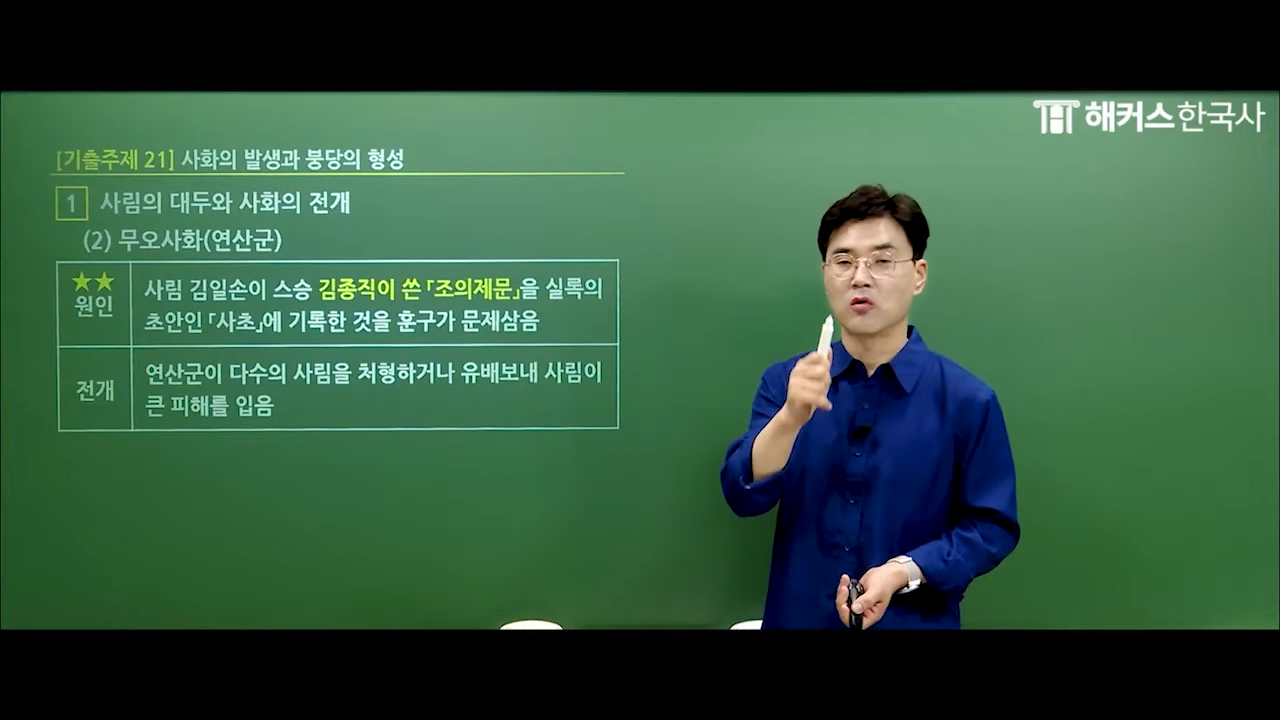 해커스한국사
[기출주제 21] 사화의 발생과 붕당의 형성
1 사림의 대두와 사화의 전개
(2) 무오사화(연산군)
★★
원인
사림 김일손이 스승 김종직이 쓴 「조의제문」을 실록의
초안인 「사초」에 기록한 것을 훈구가 문제삼음
전개
연산군이 다수의 사림을 처형하거나 유배보내 사림이
큰 피해를 입음